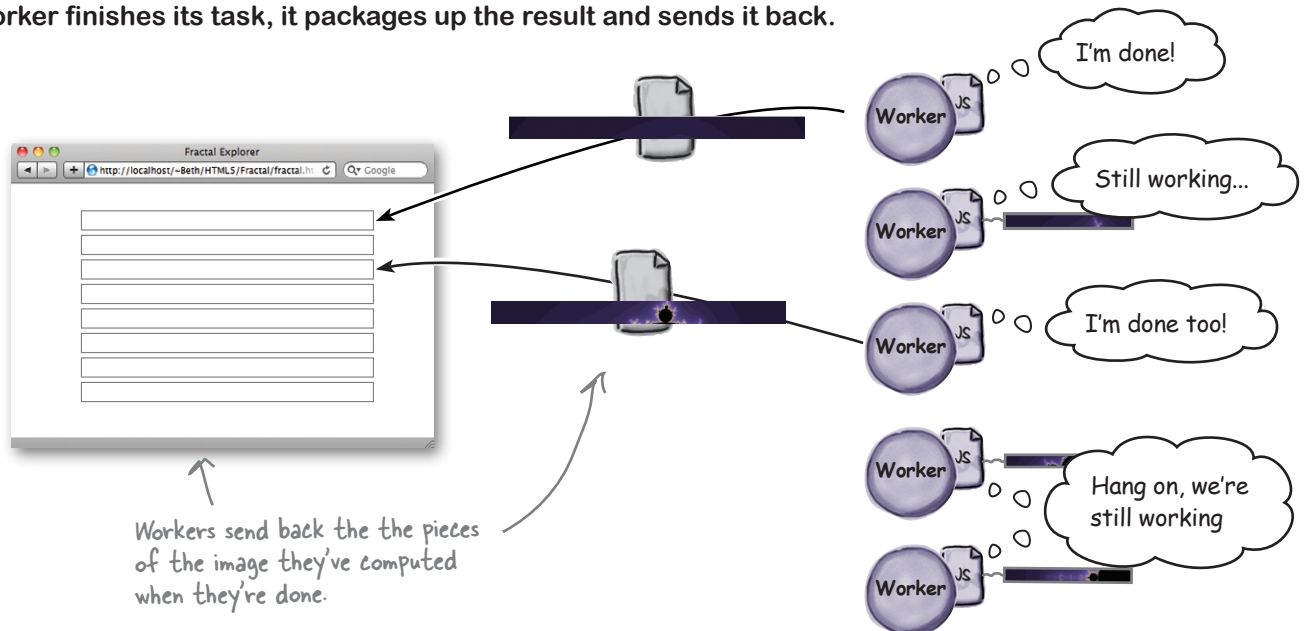 orker finishes its task, it packages up the result and sends it back.
I'm done!
Worker
JS
Fractal Explorer
http://localhost/~Beth/HTML5/Fractal/fractal.ht
Google
Still working...
Worker
JS
I'm done too!
Worker
JS
Worker
JS
Hang on, we're
still working
Workers send back the the pieces
of the image they've computed
when they're done.
Worker
JS